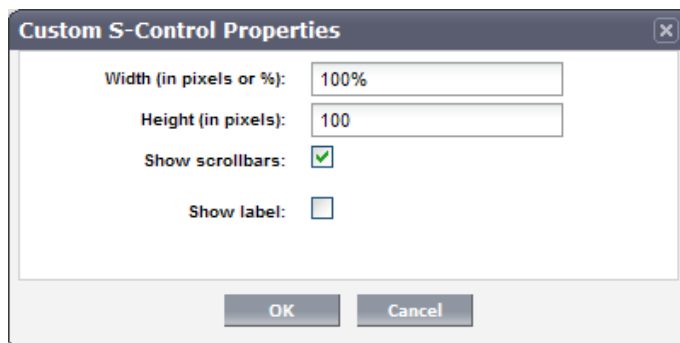 Custom S-Control Properties
Width (in pixels or %): 100%
Height (in pixels): 100
Show scrollbars:
Show label:
OK Cancel